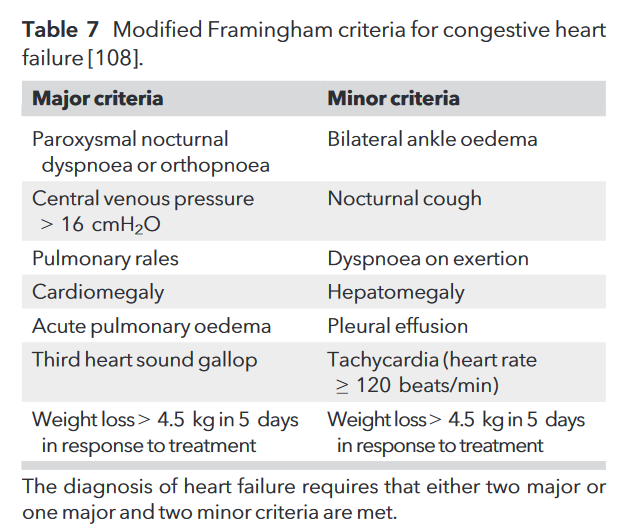 Table 7 Modified Framingham criteria for congestive heart
failure [108].
Major criteria Minor criteria
Paroxysmal nocturnal Bilateral ankle oedema
dyspnoea or orthopnoea
Central venous pressure Nocturnal cough
> 16 cmH₂O
Pulmonary rales Dyspnoea on exertion
Cardiomegaly Hepatomegaly
Acute pulmonary oedema Pleural effusion
Third heart sound gallop Tachycardia (heart rate
≥ 120 beats/min)
Weight loss> 4.5 kg in 5 days Weight loss> 4.5 kg in 5 days
in response to treatment in response to treatment
The diagnosis of heart failure requires that either two major or
one major and two minor criteria are met.